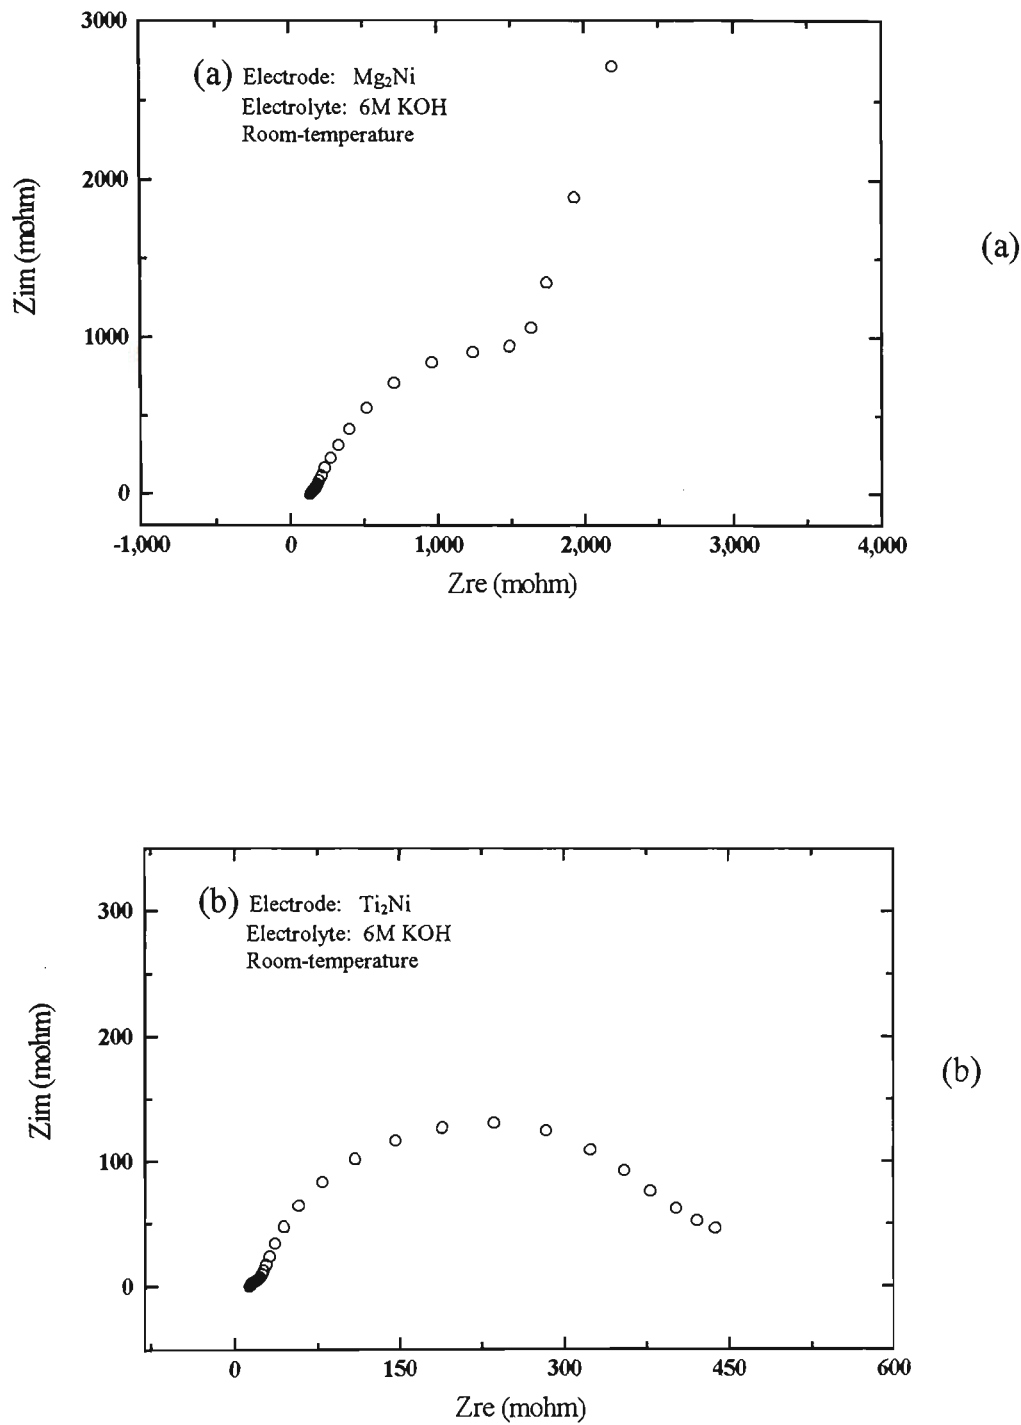 3000
(a) Electrode: Mg₂Ni
Electrolyte: 6M KOH
Room-temperature
2000
Zim (mohm)
(a)
1000
0
-1,000 0 1,000 2,000 3,000 4,000
Zre (mohm)
(b) Electrode: Ti₂Ni
Electrolyte: 6M KOH
Room-temperature
300
200
Zim (mohm)
(b)
100
0
0 150 300 450 600
Zre (mohm)